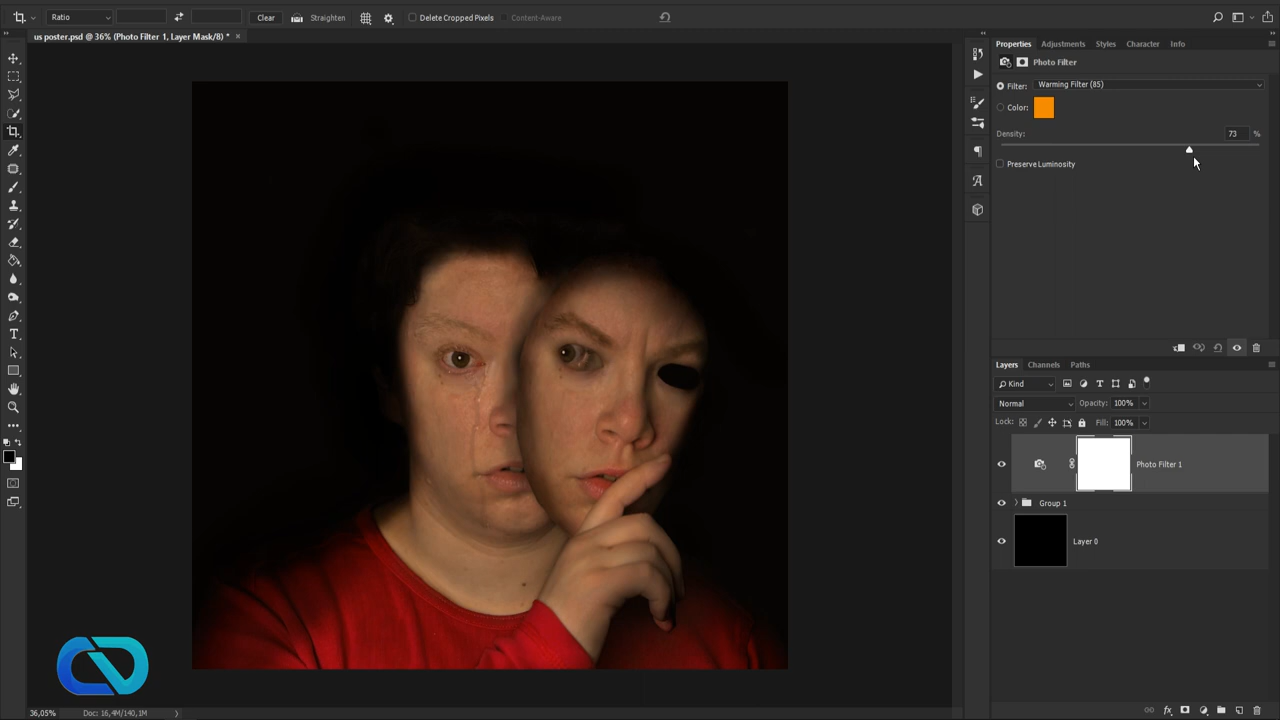 Ratio Clear Straighten Delete Cropped Pixels Content-Aware
us poster.psd @ 36% (Photo Filter 1, Layer Mask/8) * ×
Properties Adjustments Styles Character Info
Photo Filter
Filter: Warming Filter (85)
Color:
Density: 73 %
Preserve Luminosity
Layers Channels Paths
Kind
Normal Opacity: 100%
Lock: Fill: 100%
Photo Filter 1
Group 1
Layer 0
36,05% Doc: 16,4M/140,1M